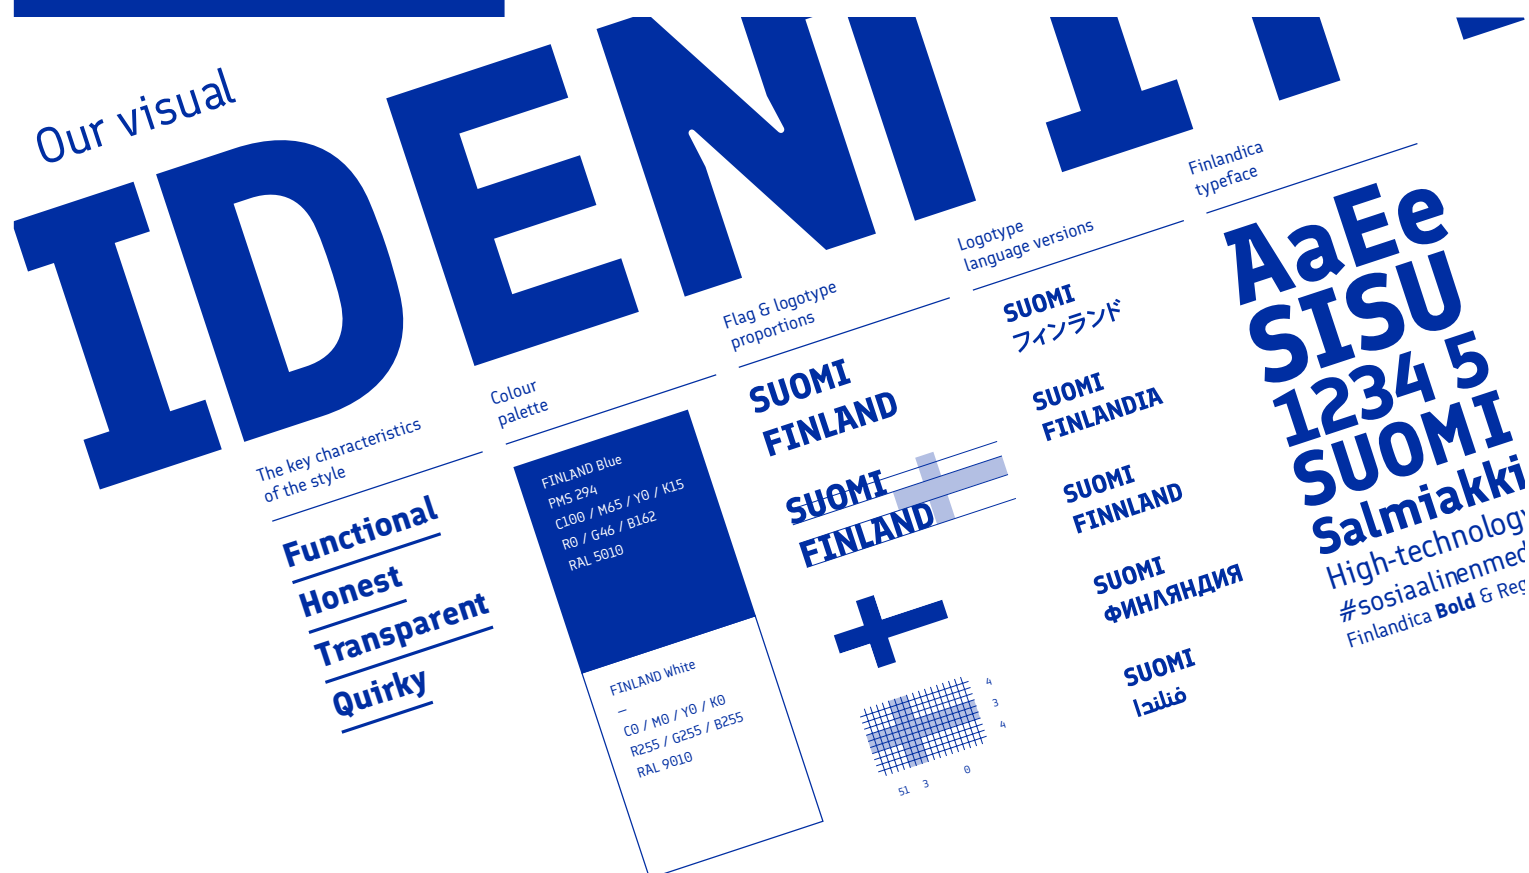 Our visual
IDENTIT
The key characteristics
of the style
Functional
Honest
Transparent
Quirky
Colour
palette
FINLAND Blue
PMS 294
C100 / M65 / Y0 / K15
R0 / G46 / B162
RAL 5010
FINLAND White
–
C0 / M0 / Y0 / K0
R255 / G255 / B255
RAL 9010
Flag & logotype
proportions
SUOMI
FINLAND
SUOMI
FINLAND
4
3
4
51 3 0
Logotype
language versions
SUOMI
フィンランド
SUOMI
FINLANDIA
SUOMI
FINNLAND
SUOMI
ФИНЛЯНДИЯ
SUOMI
فنلندا
Finlandica
typeface
AaEe
SISU
1234 5
SUOMI
Salmiakki
High-technology
#sosiaalinenmed
Finlandica Bold & Reg